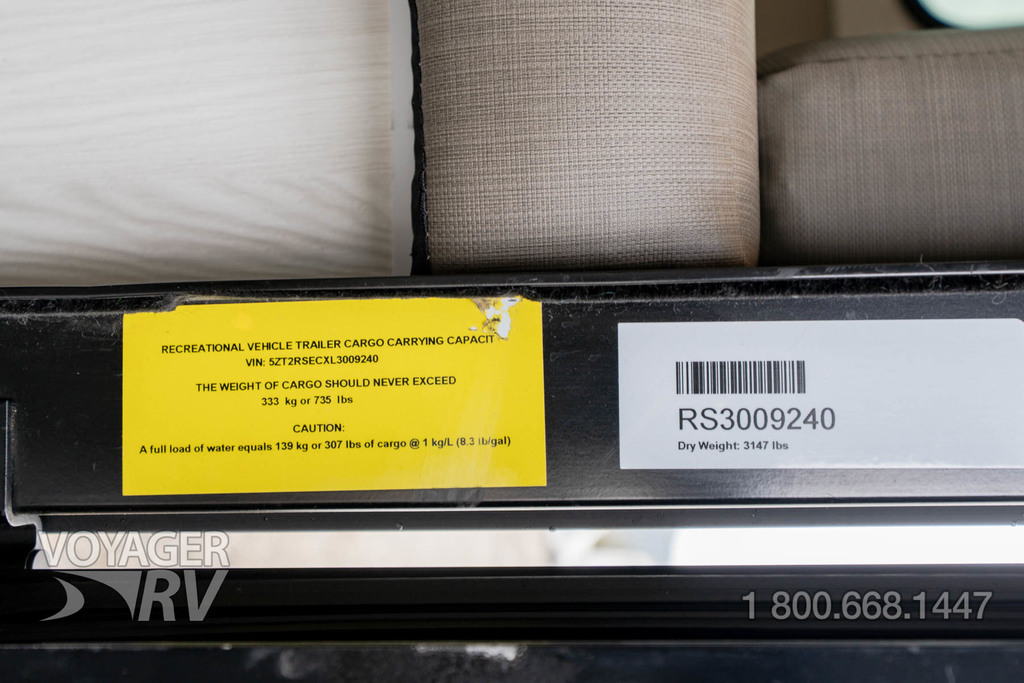 RECREATIONAL VEHICLE TRAILER CARGO CARRYING CAPACIT
VIN: 5ZT2RSECXL3009240
THE WEIGHT OF CARGO SHOULD NEVER EXCEED
333 kg or 735 lbs
CAUTION:
A full load of water equals 139 kg or 307 lbs of cargo @ 1 kg/L (8.3 lb/gal)
RS3009240
Dry Weight: 3147 lbs
VOYAGER
RV
1 800.668.1447